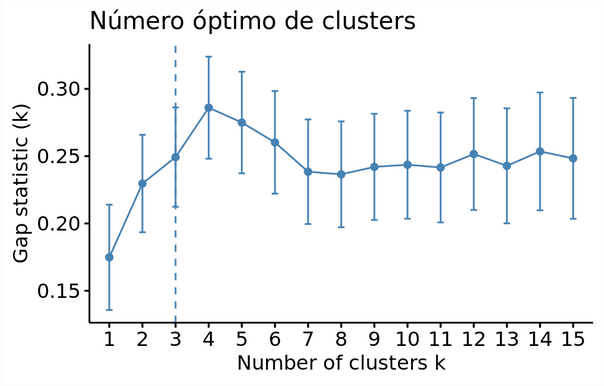 Número óptimo de clusters
Gap statistic (k)
0.30
0.25
0.20
0.15
1 2 3 4 5 6 7 8 9 10 11 12 13 14 15
Number of clusters k